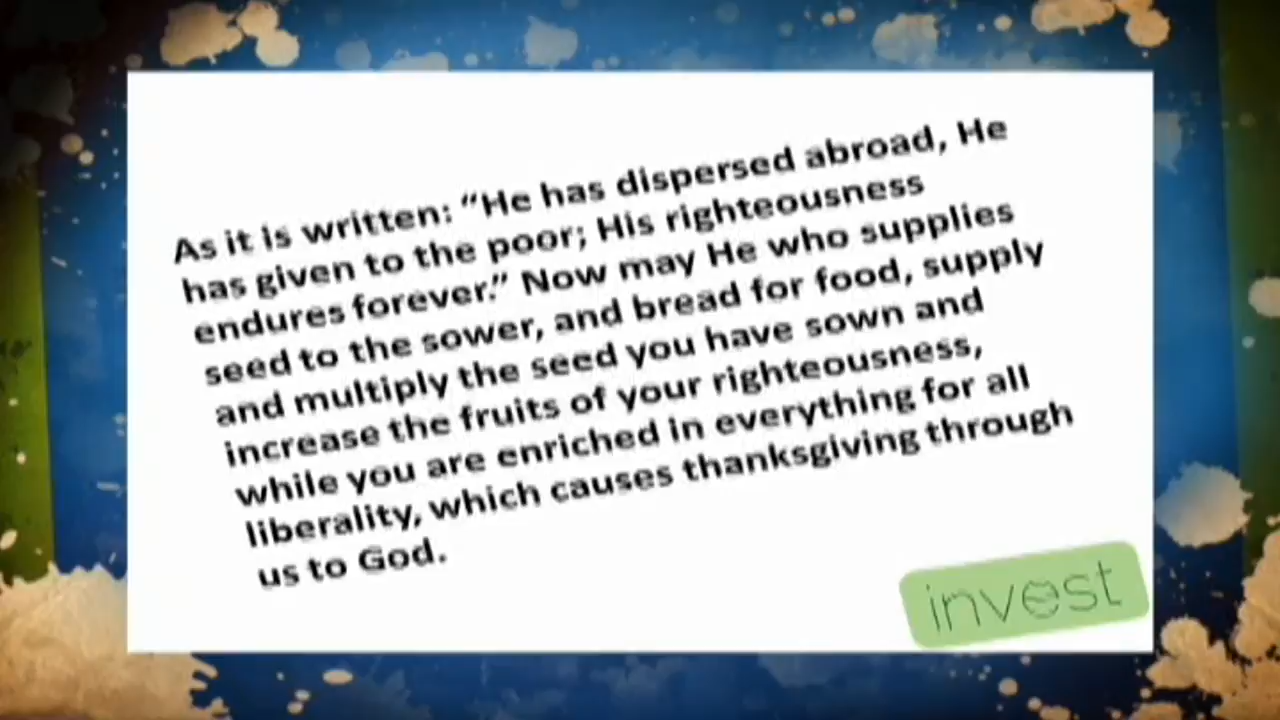 As it is written: “He has dispersed abroad, He
has given to the poor; His righteousness
endures forever.” Now may He who supplies
seed to the sower, and bread for food, supply
and multiply the seed you have sown and
increase the fruits of your righteousness,
while you are enriched in everything for all
liberality, which causes thanksgiving through
us to God.
invest